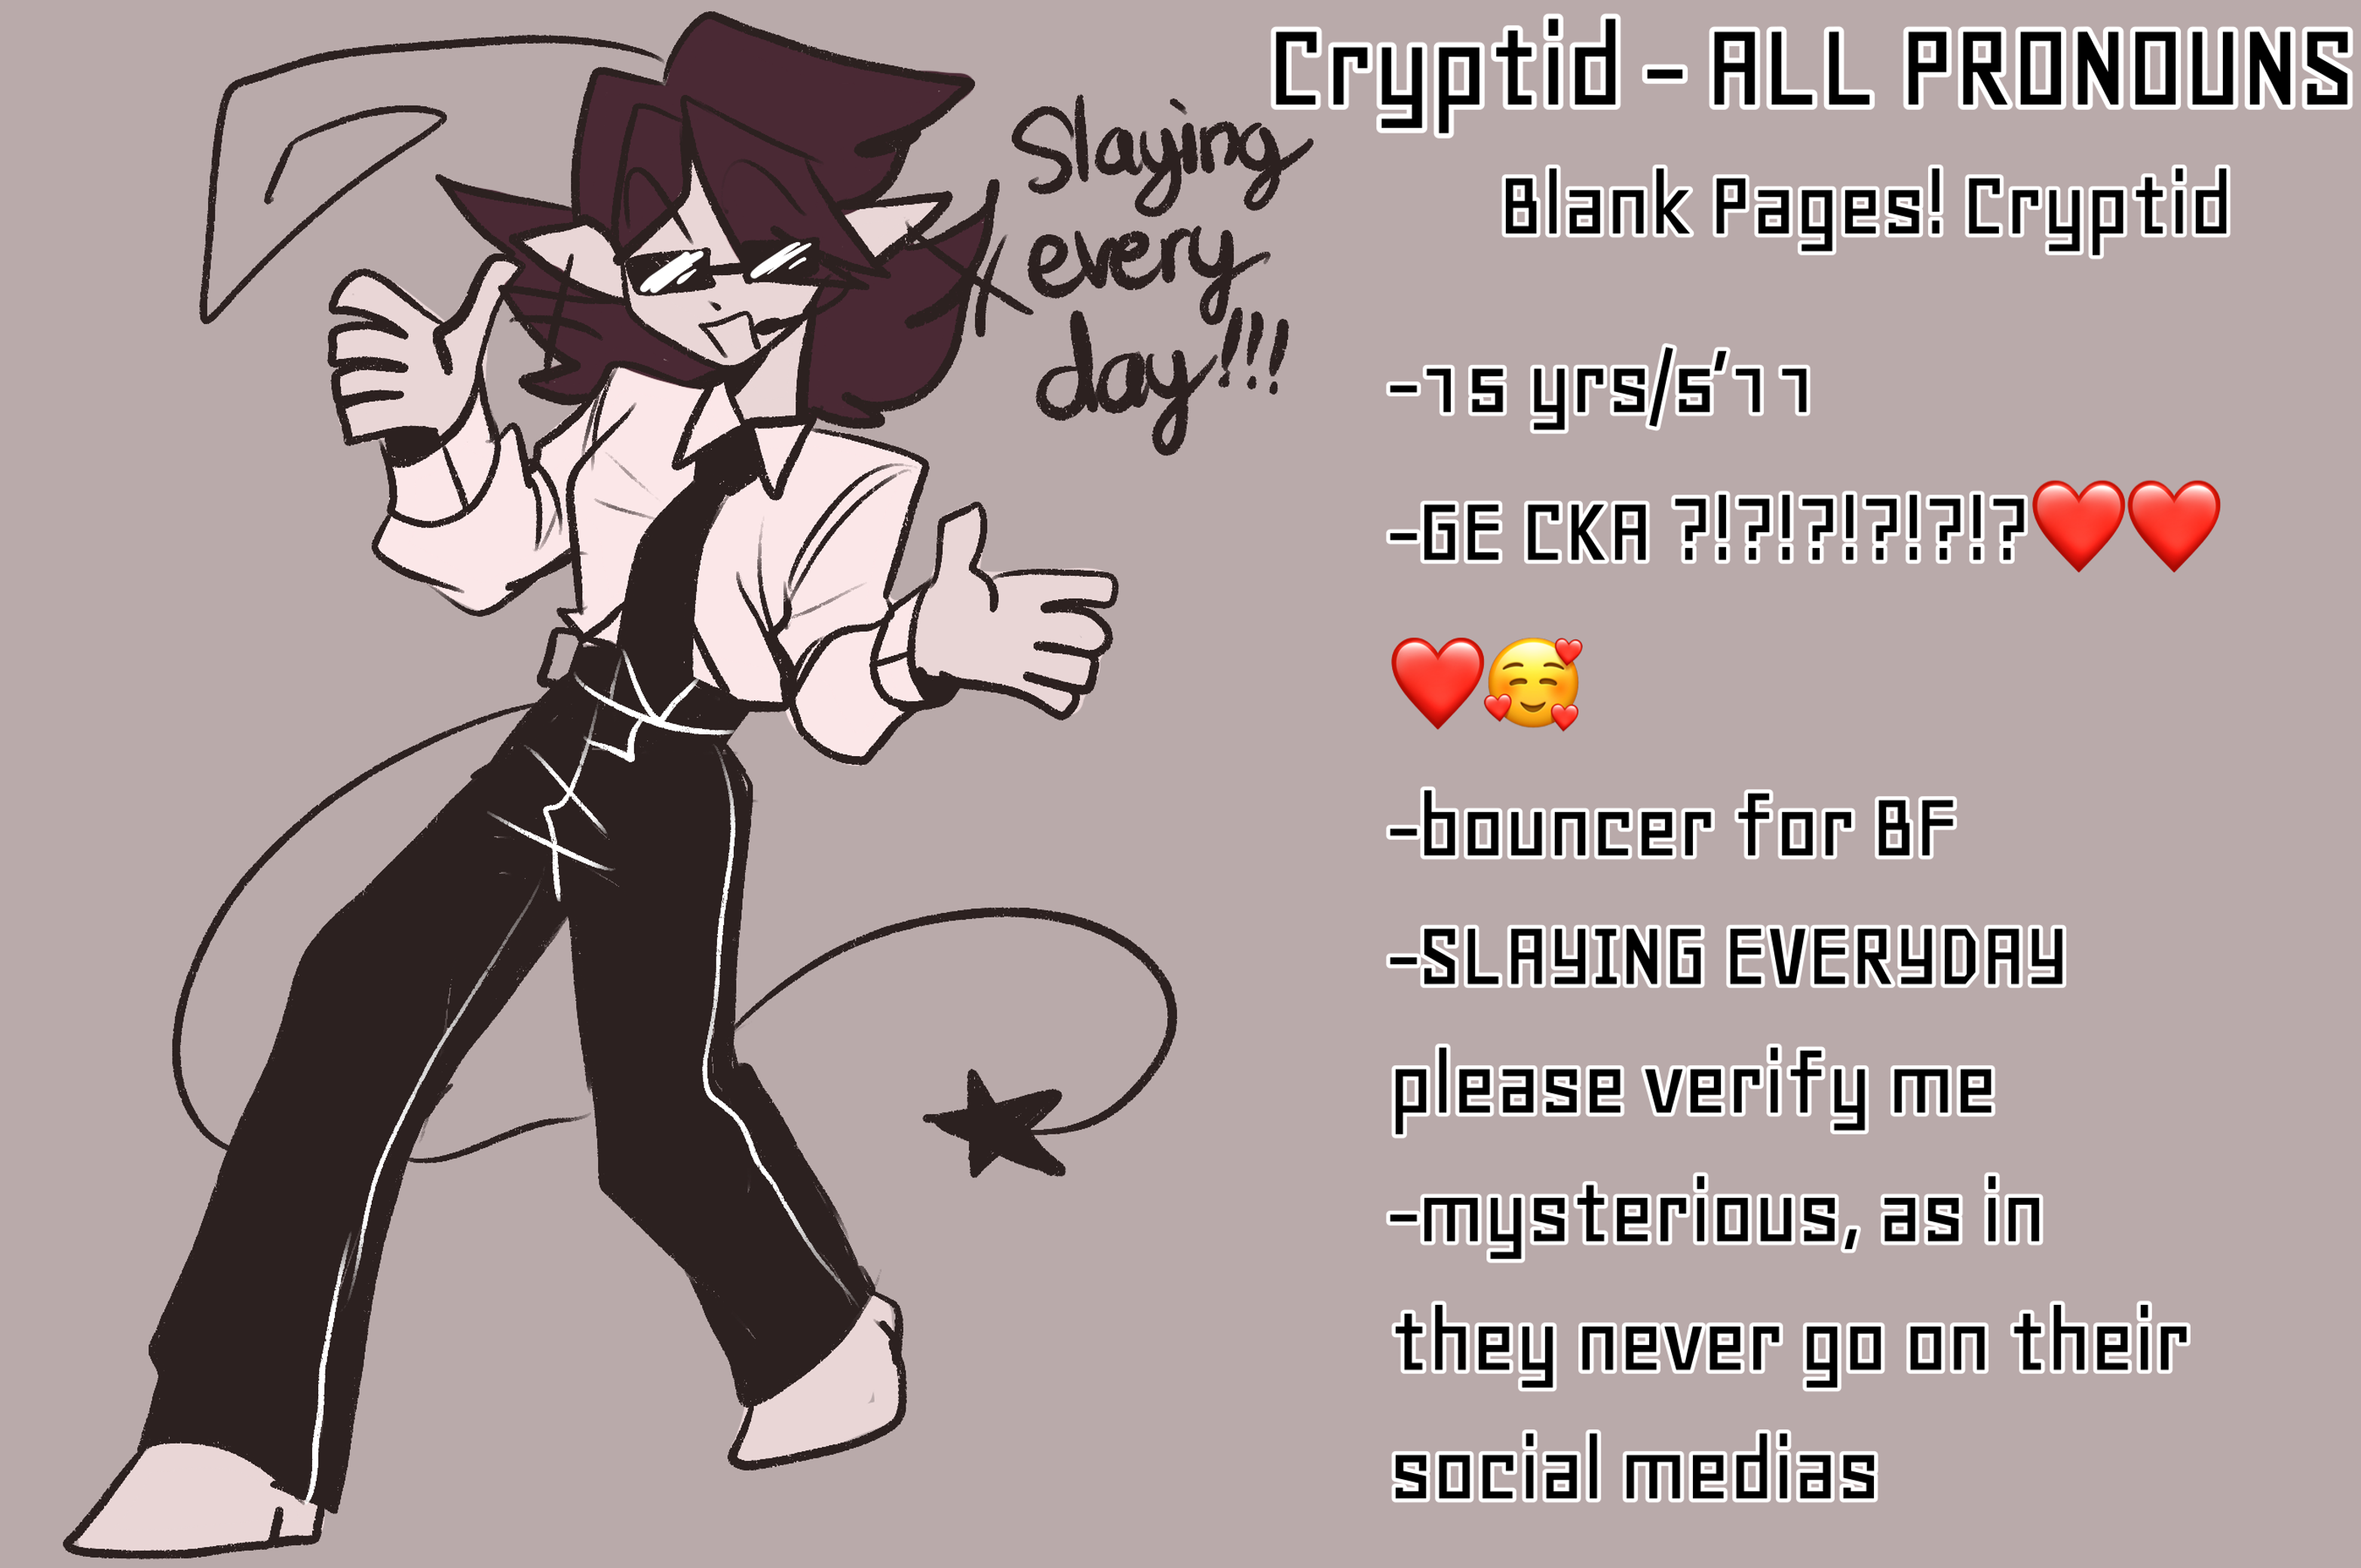 Cryptid - ALL PRONOUNS
Blank Pages! Cryptid
Slaying
every
day!!!
-15 yrs/5'11
-GE CKA ?!?!?!?!?!?❤️❤️
❤️🥰
-bouncer for BF
-SLAYING EVERYDAY
please verify me
-mysterious, as in
they never go on their
social medias